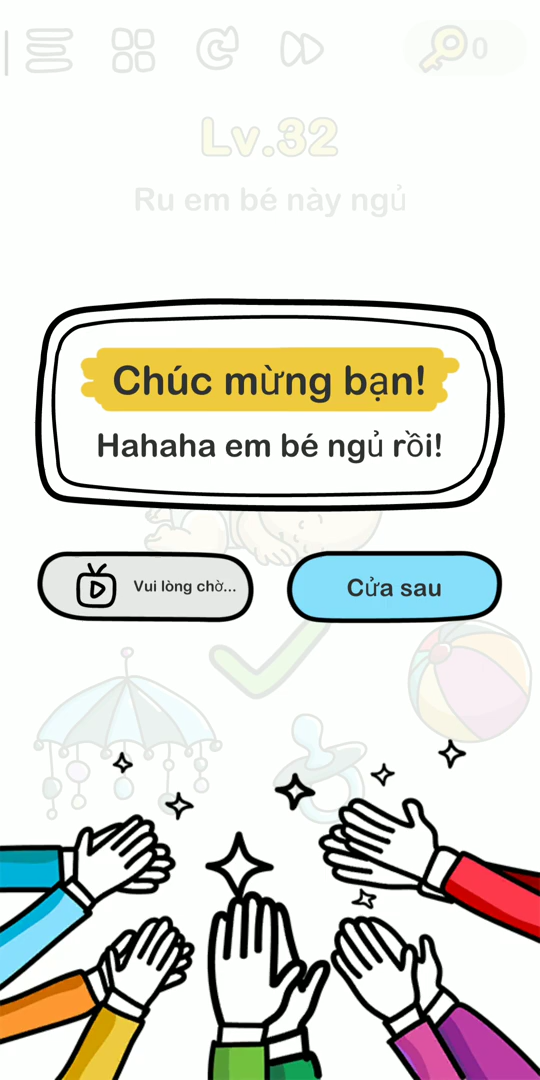 0
Lv.32
Ru em bé này ngủ
Chúc mừng bạn!
Hahaha em bé ngủ rồi!
Vui lòng chờ...
Cửa sau